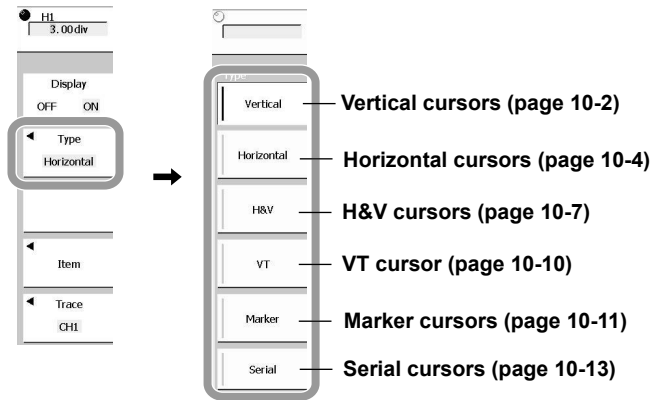 H1
3.00div
Display
OFF ON
Type
Horizontal
Item
Trace
CH1
Type
Vertical
Horizontal
H&V
VT
Marker
Serial
Vertical cursors (page 10-2)
Horizontal cursors (page 10-4)
H&V cursors (page 10-7)
VT cursor (page 10-10)
Marker cursors (page 10-11)
Serial cursors (page 10-13)